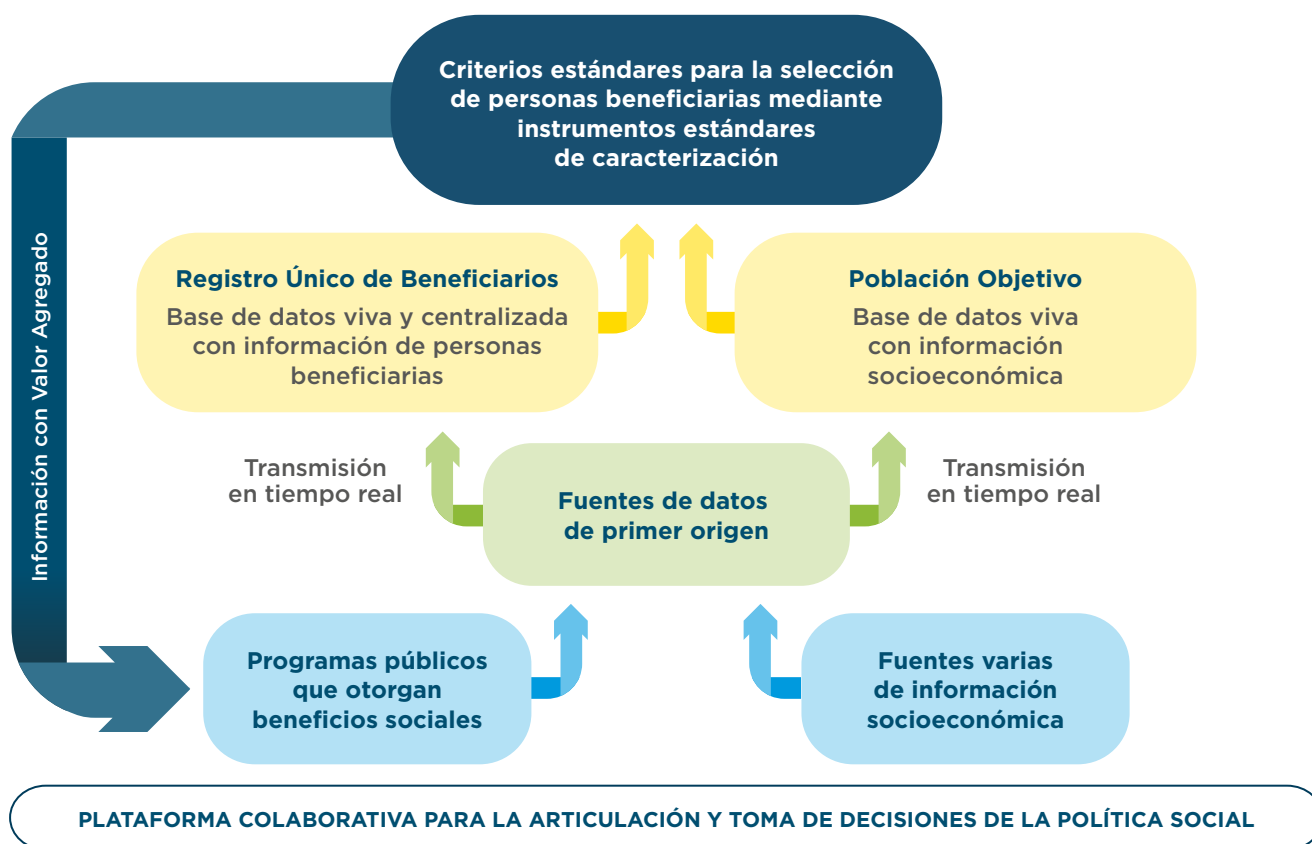 Criterios estándares para la selección
de personas beneficiarias mediante
instrumentos estándares
de caracterización
Información con Valor Agregado
Registro Único de Beneficiarios
Base de datos viva y centralizada
con información de personas
beneficiarias
Población Objetivo
Base de datos viva
con información
socioeconómica
Transmisión
en tiempo real
Fuentes de datos
de primer origen
Transmisión
en tiempo real
Programas públicos
que otorgan
beneficios sociales
Fuentes varias
de información
socioeconómica
PLATAFORMA COLABORATIVA PARA LA ARTICULACIÓN Y TOMA DE DECISIONES DE LA POLÍTICA SOCIAL